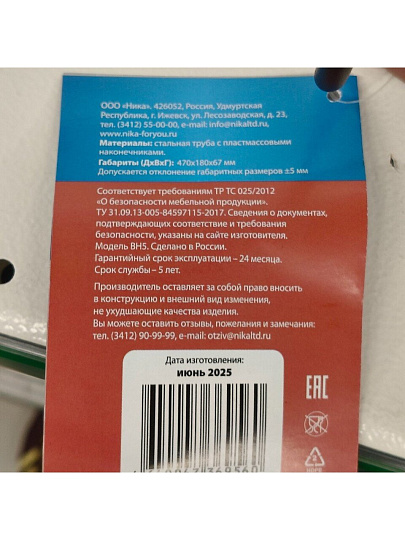 ООО «Ника». 426052, Россия, Удмуртская
Республика, г. Ижевск, ул. Лесозаводская, д. 23,
тел. (3412) 55-00-00, e-mail: info@nikaltd.ru,
www.nika-foryou.ru
Материалы: стальная труба с пластмассовыми
наконечниками.
Габариты (ДхВхГ): 470х180х67 мм
Допускается отклонение габаритных размеров ±5 мм
Соответствует требованиям ТР ТС 025/2012
«О безопасности мебельной продукции».
ТУ 31.09.13-005-84597115-2017. Сведения о документах,
подтверждающих соответствие и требования
безопасности, указаны на сайте изготовителя.
Модель ВН5. Сделано в России.
Гарантийный срок эксплуатации – 24 месяца.
Срок службы – 5 лет.
Производитель оставляет за собой право вносить
в конструкцию и внешний вид изменения,
не ухудшающие качества изделия.
Вы можете оставить отзывы, пожелания и замечания:
тел. (3412) 90-99-99, e-mail: otziv@nikaltd.ru
Дата изготовления:
июнь 2025
EAC
2
HDPE